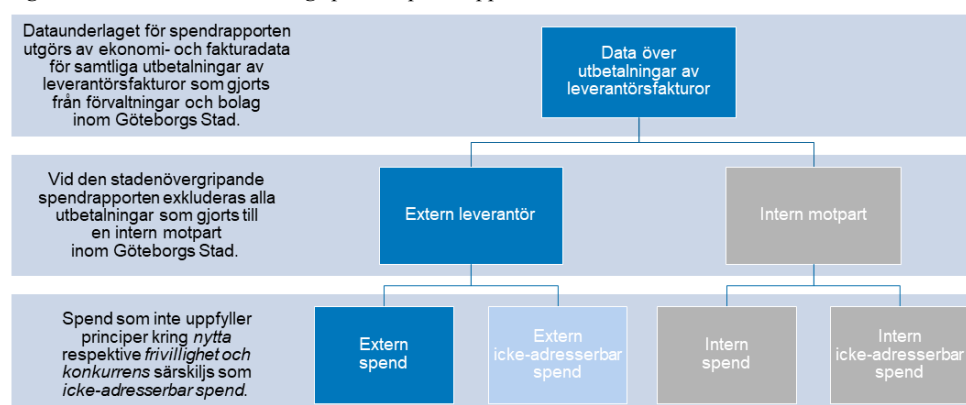 Dataunderlaget för spendrapporten
utgörs av ekonomi- och fakturadata
för samtliga utbetalningar av
leverantörsfakturor som gjorts
från förvaltningar och bolag
inom Göteborgs Stad.
Data över
utbetalningar av
leverantörsfakturor
Vid den stadenövergripande
spendrapporten exkluderas alla
utbetalningar som gjorts till
en intern motpart
inom Göteborgs Stad.
Extern leverantör
Intern motpart
Spend som inte uppfyller
principer kring nytta
respektive frivillighet och
konkurrens särskiljs som
icke-adresserbar spend.
Extern
spend
Extern
icke-adresserbar
spend
Intern
spend
Intern
icke-adresserbar
spend